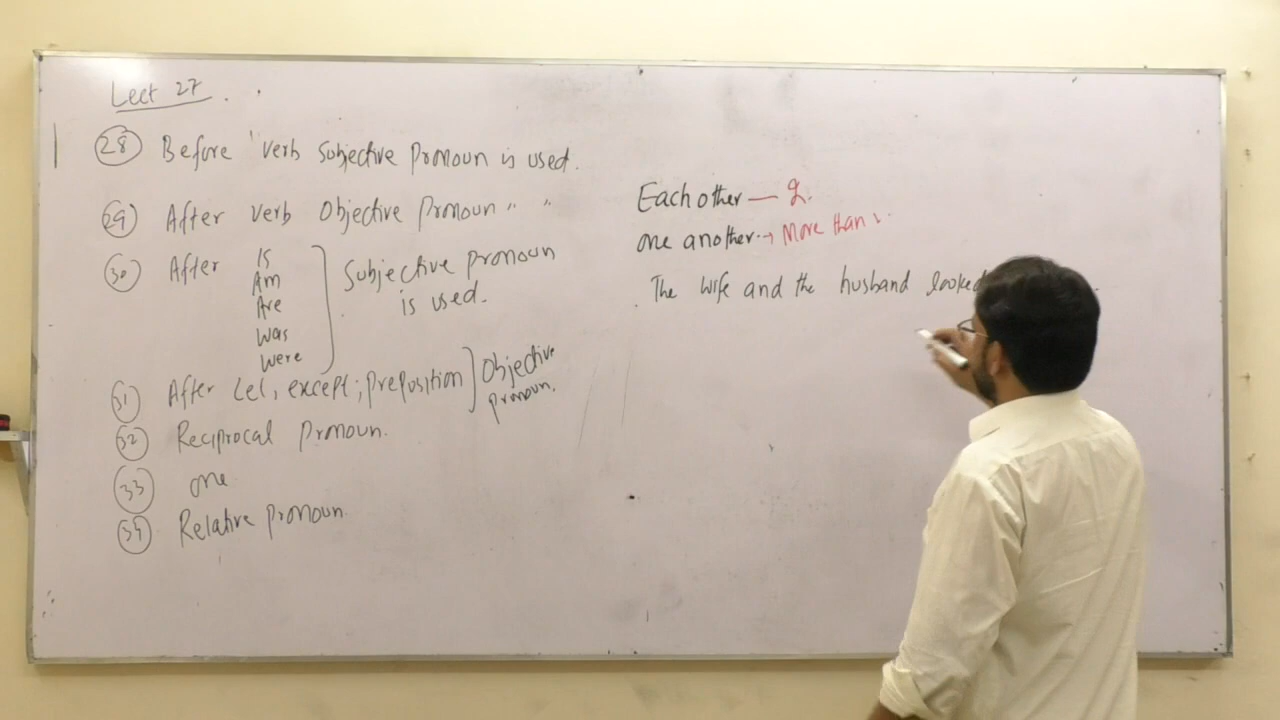 Lect 27.
28 Before verb subjective pronoun is used.
29 After verb objective pronoun " "
30 After Is
Am
Are
Was
Were
Subjective pronoun
is used.
31 After Let, except, preposition
Objective
pronoun.
32 Reciprocal pronoun.
33 one
34 Relative pronoun.
Each other — 2.
one another → More than 2.
The wife and the husband looked